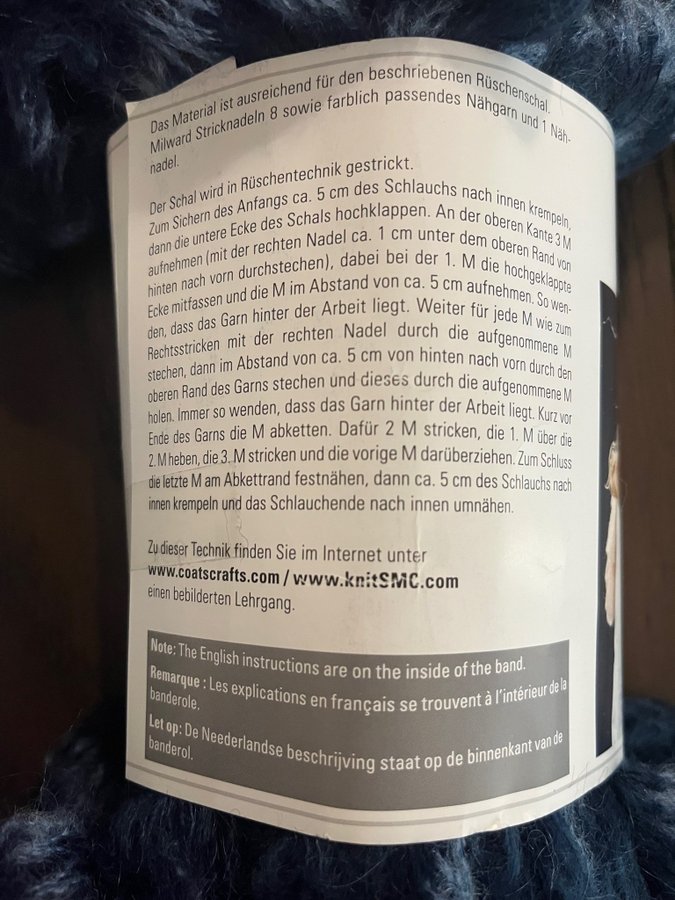 Das Material ist ausreichend für den beschriebenen Rüschenschal.
Milward Stricknadeln 8 sowie farblich passendes Nähgarn und 1 Näh-
nadel.
Der Schal wird in Rüschentechnik gestrickt.
Zum Sichern des Anfangs ca. 5 cm des Schlauchs nach innen krempeln,
dann die untere Ecke des Schals hochklappen. An der oberen Kante 3 M
aufnehmen (mit der rechten Nadel ca. 1 cm unter dem oberen Rand von
hinten nach vorn durchstechen), dabei bei der 1. M die hochgeklappte
Ecke mitfassen und die M im Abstand von ca. 5 cm aufnehmen. So wen-
den, dass das Garn hinter der Arbeit liegt. Weiter für jede M wie zum
Rechtsstricken mit der rechten Nadel durch die aufgenommene M
stechen, dann im Abstand von ca. 5 cm von hinten nach vorn durch den
oberen Rand des Garns stechen und dieses durch die aufgenommene M
holen. Immer so wenden, dass das Garn hinter der Arbeit liegt. Kurz vor
Ende des Garns die M abketten. Dafür 2 M stricken, die 1. M über die
2. M heben, die 3. M stricken und die vorige M darüberziehen. Zum Schluss
die letzte M am Abkettrand festnähen, dann ca. 5 cm des Schlauchs nach
innen krempeln und das Schlauchende nach innen umnähen.
Zu dieser Technik finden Sie im Internet unter
www.coatscrafts.com / www.knitSMC.com
einen bebilderten Lehrgang.
Note: The English instructions are on the inside of the band.
Remarque : Les explications en français se trouvent à l'intérieur de la
banderole.
Let op: De Neederlandse beschrijving staat op de binnenkant van de
banderol.